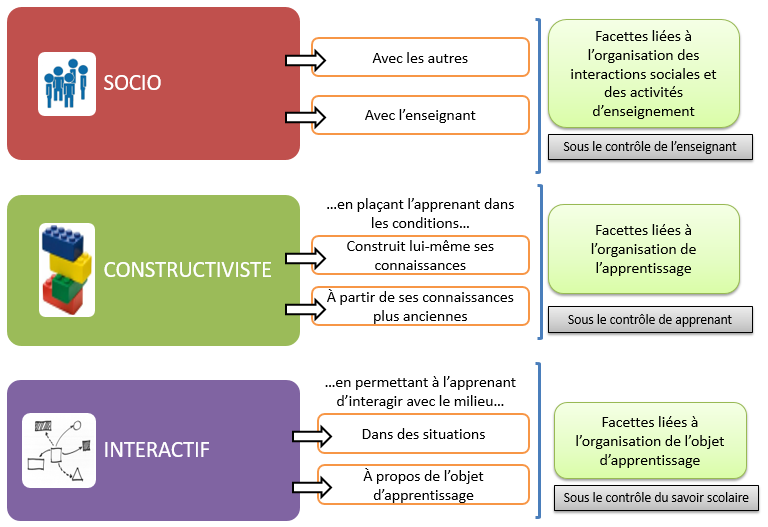 SOCIO
Avec les autres
Avec l’enseignant
Facettes liées à
l’organisation des
interactions sociales et
des activités
d’enseignement
Sous le contrôle de l’enseignant
CONSTRUCTIVISTE
…en plaçant l’apprenant dans
les conditions…
Construit lui-même ses
connaissances
À partir de ses connaissances
plus anciennes
Facettes liées à
l’organisation de
l’apprentissage
Sous le contrôle de apprenant
INTERACTIF
…en permettant à l’apprenant
d’interagir avec le milieu…
Dans des situations
À propos de l’objet
d’apprentissage
Facettes liées à
l’organisation de l’objet
d’apprentissage
Sous le contrôle du savoir scolaire